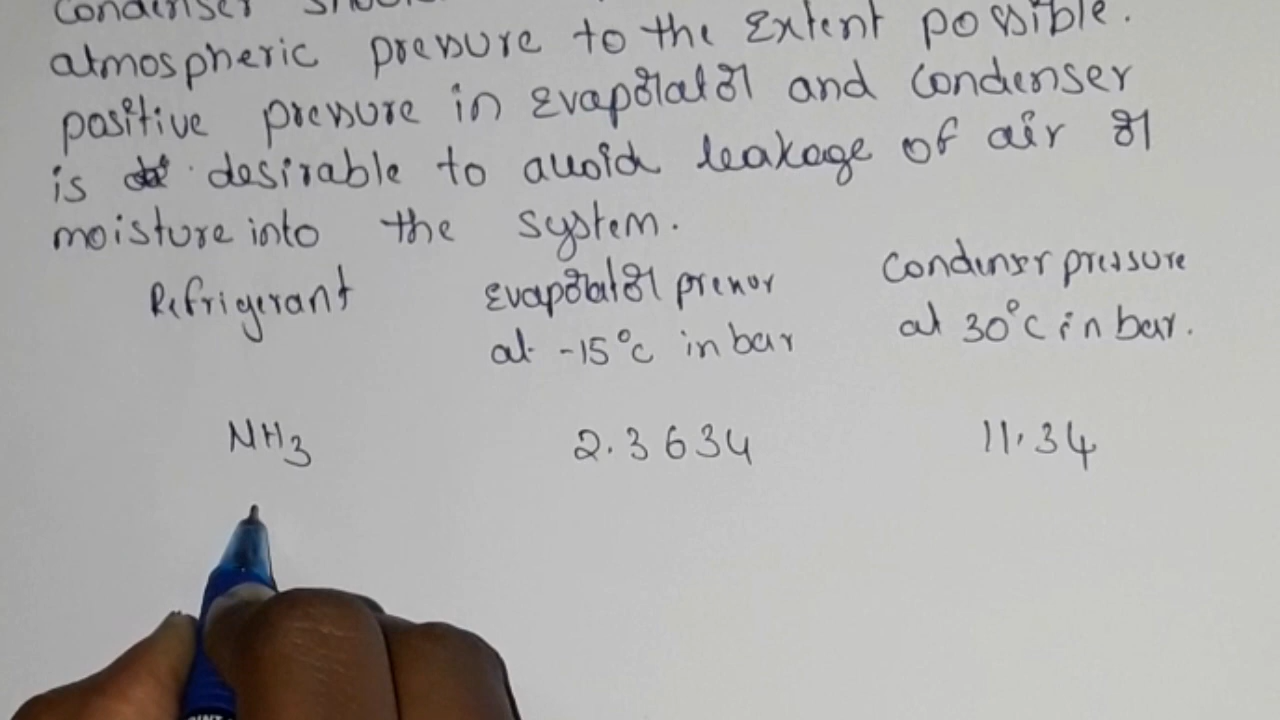 Condenser
atmospheric pressure to the Extent possible.
positive pressure in Evaporator and Condenser
is desirable to avoid leakage of air or
moisture into the system.
Refrigerant
Evaporator pressur
at -15°C in bar
Condenser pressure
at 30°C in bar.
NH3 2.3634 11.34